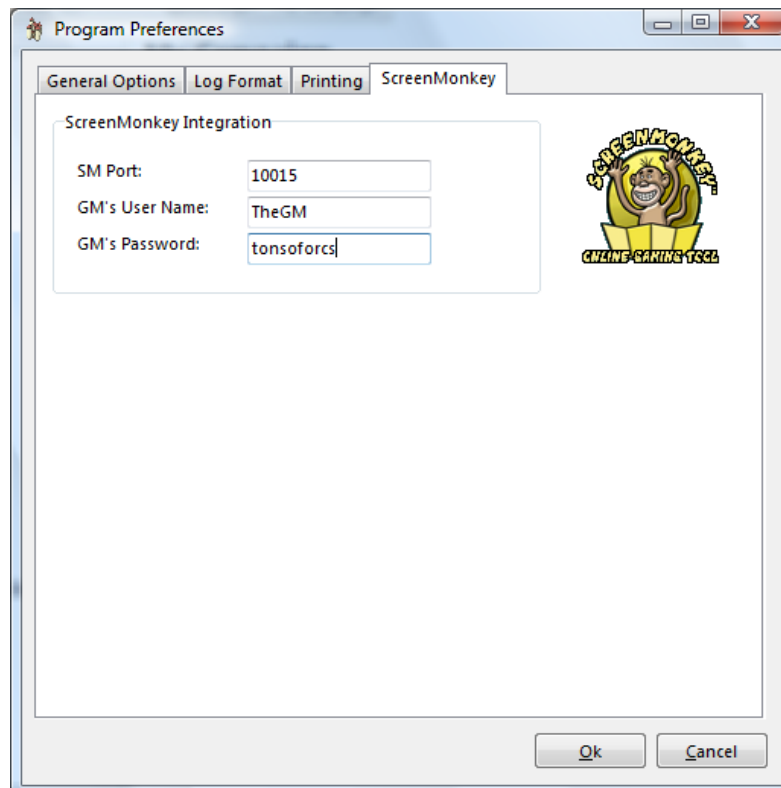 Program Preferences
General Options Log Format Printing ScreenMonkey
ScreenMonkey Integration
SM Port: 10015
GM's User Name: TheGM
GM's Password: tonsoforcs
SCREENMONKEY™
ONLINE GAMING TOOL
Ok Cancel